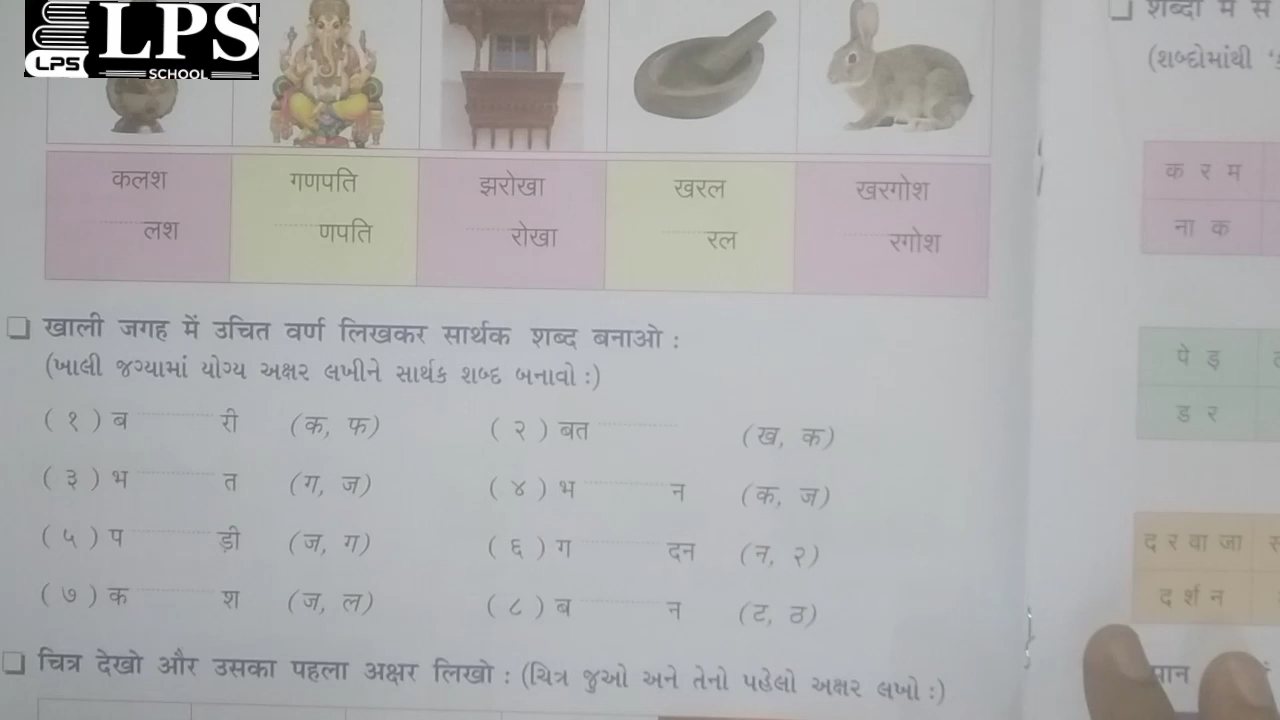 LPS
LPS
SCHOOL
कलश
गणपति
झरोखा
खरल
खरगोश
लश
णपति
रोखा
रल
रगोश
❑ खाली जगह में उचित वर्ण लिखकर सार्थक शब्द बनाओ :
(ખાલી જગ્યામાં યોગ્ય અક્ષર લખીને સાર્થક શબ્દ બનાવો :)
( १ ) ब ............ री (क, फ)
( २ ) बत ............ (ख, क)
( ३ ) भ ............ त (ग, ज)
( ४ ) भ ............ न (क, ज)
( ५ ) प ............ ड़ी (ज, ग)
( ६ ) ग ............ दन (न, र)
( ७ ) क ............ श (ज, ल)
( ८ ) ब ............ न (ट, ठ)
❑ चित्र देखो और उसका पहला अक्षर लिखो : (ચિત્ર જુઓ અને તેનો પહેલો અક્ષર લખો :)
❑ शब्दों में से
(શબ્દોમાંથી
क र म
ना क
पे ड़
ड र
द र वा जा
द र्श न